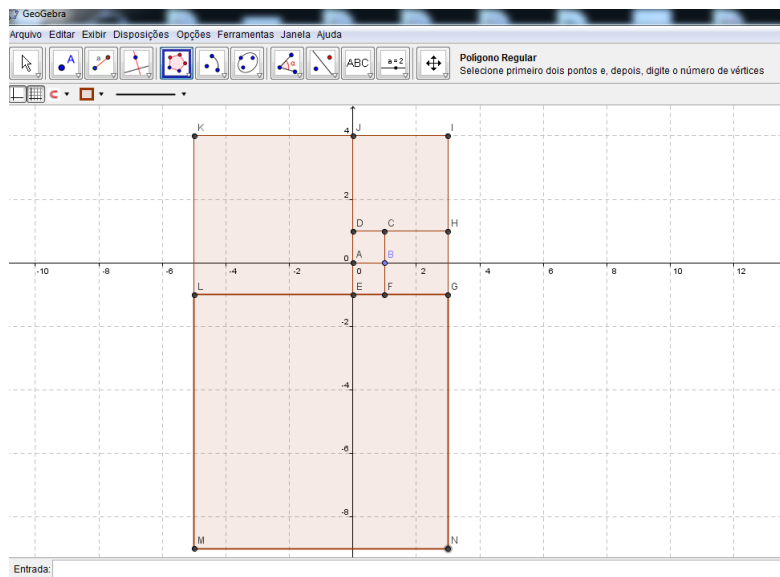 GeoGebra
Arquivo Editar Exibir Disposições Opções Ferramentas Janela Ajuda
A a α ABC a=2 Polígono Regular
Selecione primeiro dois pontos e, depois, digite o número de vértices
K 4 J I
2
D C H
0 A B
-10 -8 -6 -4 -2 0 2 4 6 8 10 12
L E F G
-2
-4
-6
-8
M N
Entrada: